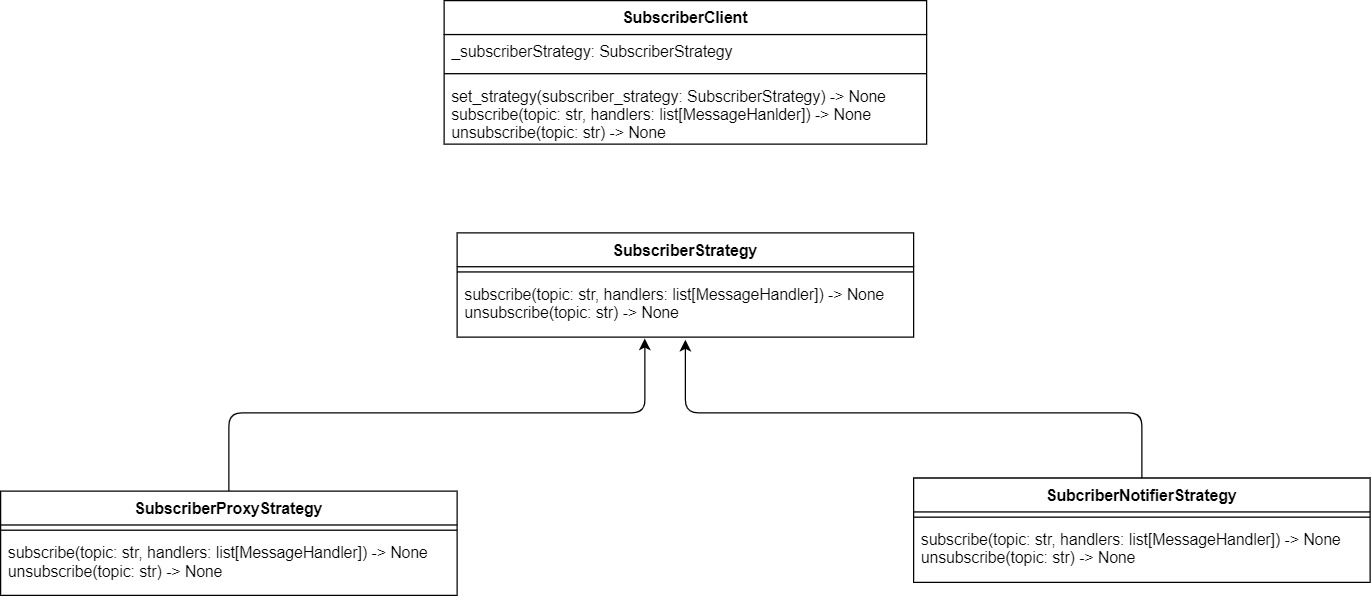 SubscriberClient
_subscriberStrategy: SubscriberStrategy
set_strategy(subscriber_strategy: SubscriberStrategy) -> None
subscribe(topic: str, handlers: list[MessageHanlder]) -> None
unsubscribe(topic: str) -> None
SubscriberStrategy
subscribe(topic: str, handlers: list[MessageHandler]) -> None
unsubscribe(topic: str) -> None
SubscriberProxyStrategy
subscribe(topic: str, handlers: list[MessageHandler]) -> None
unsubscribe(topic: str) -> None
SubcriberNotifierStrategy
subscribe(topic: str, handlers: list[MessageHandler]) -> None
unsubscribe(topic: str) -> None